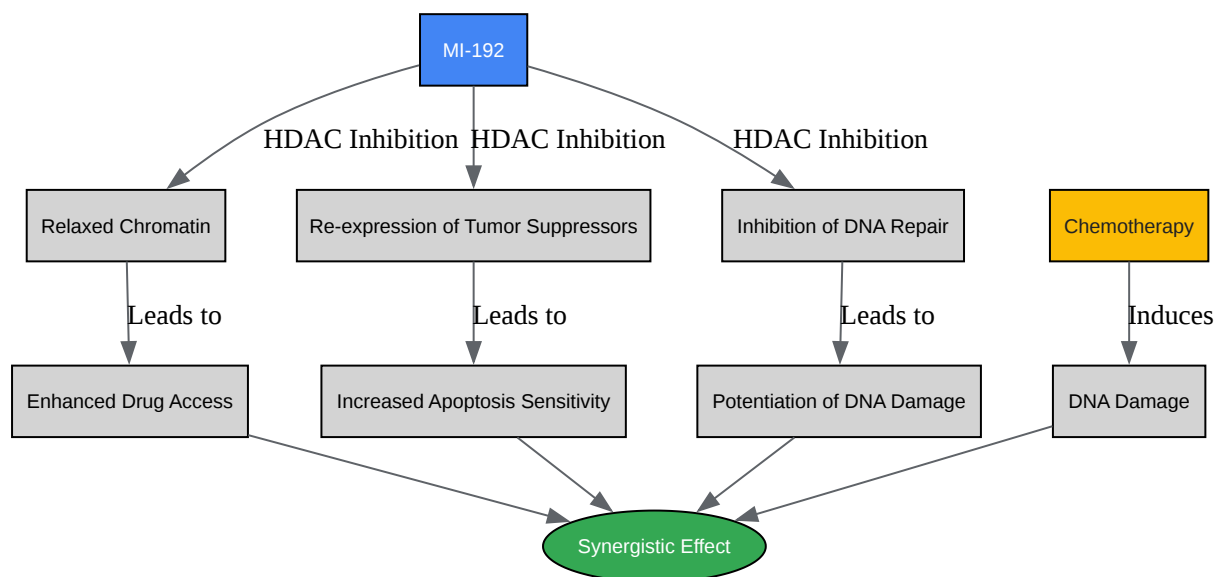 MI-192
HDAC Inhibition
HDAC Inhibition
HDAC Inhibition
Relaxed Chromatin
Re-expression of Tumor Suppressors
Inhibition of DNA Repair
Chemotherapy
Leads to
Leads to
Leads to
Induces
Enhanced Drug Access
Increased Apoptosis Sensitivity
Potentiation of DNA Damage
DNA Damage
Synergistic Effect